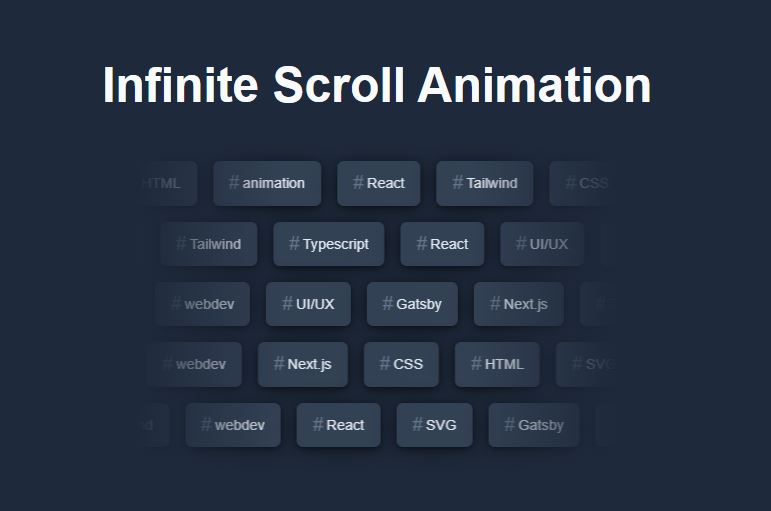 Infinite Scroll Animation
HTML # animation # React # Tailwind # CSS
# Tailwind # Typescript # React # UI/UX
# webdev # UI/UX # Gatsby # Next.js #
# webdev # Next.js # CSS # HTML # SVG
# webdev # React # SVG # Gatsby